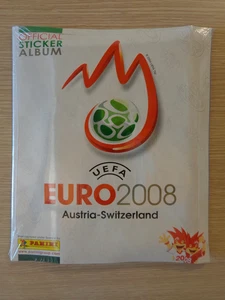 OFFICIAL
STICKER
ALBUM
UEFA
EURO2008
Austria-Switzerland
PANINI